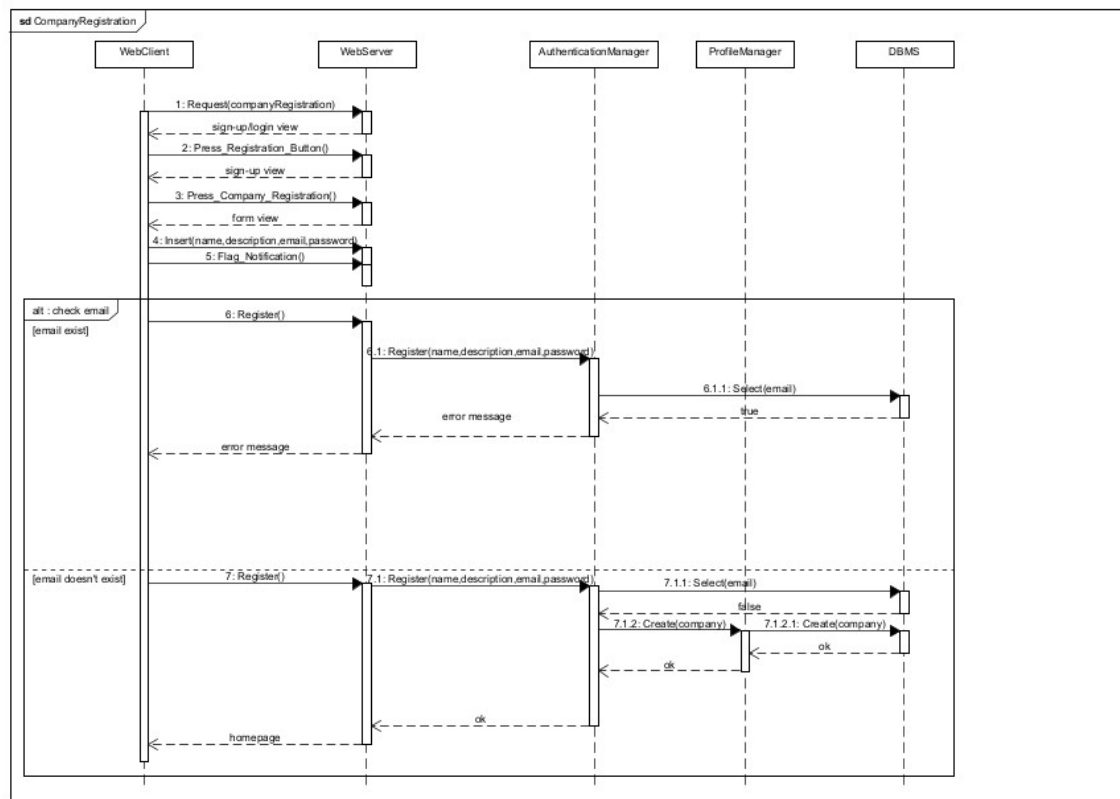 sd CompanyRegistration
WebClient
WebServer
AuthenticationManager
ProfileManager
DBMS
1: Request(companyRegistration)
sign-up/login view
2: Press_Registration_Button()
sign-up view
3: Press_Company_Registration()
form view
4: Insert(name,description,email,password)
5: Flag_Notification()
alt : check email
[email exist]
6: Register()
6.1: Register(name,description,email,password)
6.1.1: Select(email)
true
error message
error message
[email doesn't exist]
7: Register()
7.1: Register(name,description,email,password)
7.1.1: Select(email)
false
7.1.2: Create(company)
7.1.2.1: Create(company)
ok
ok
ok
homepage